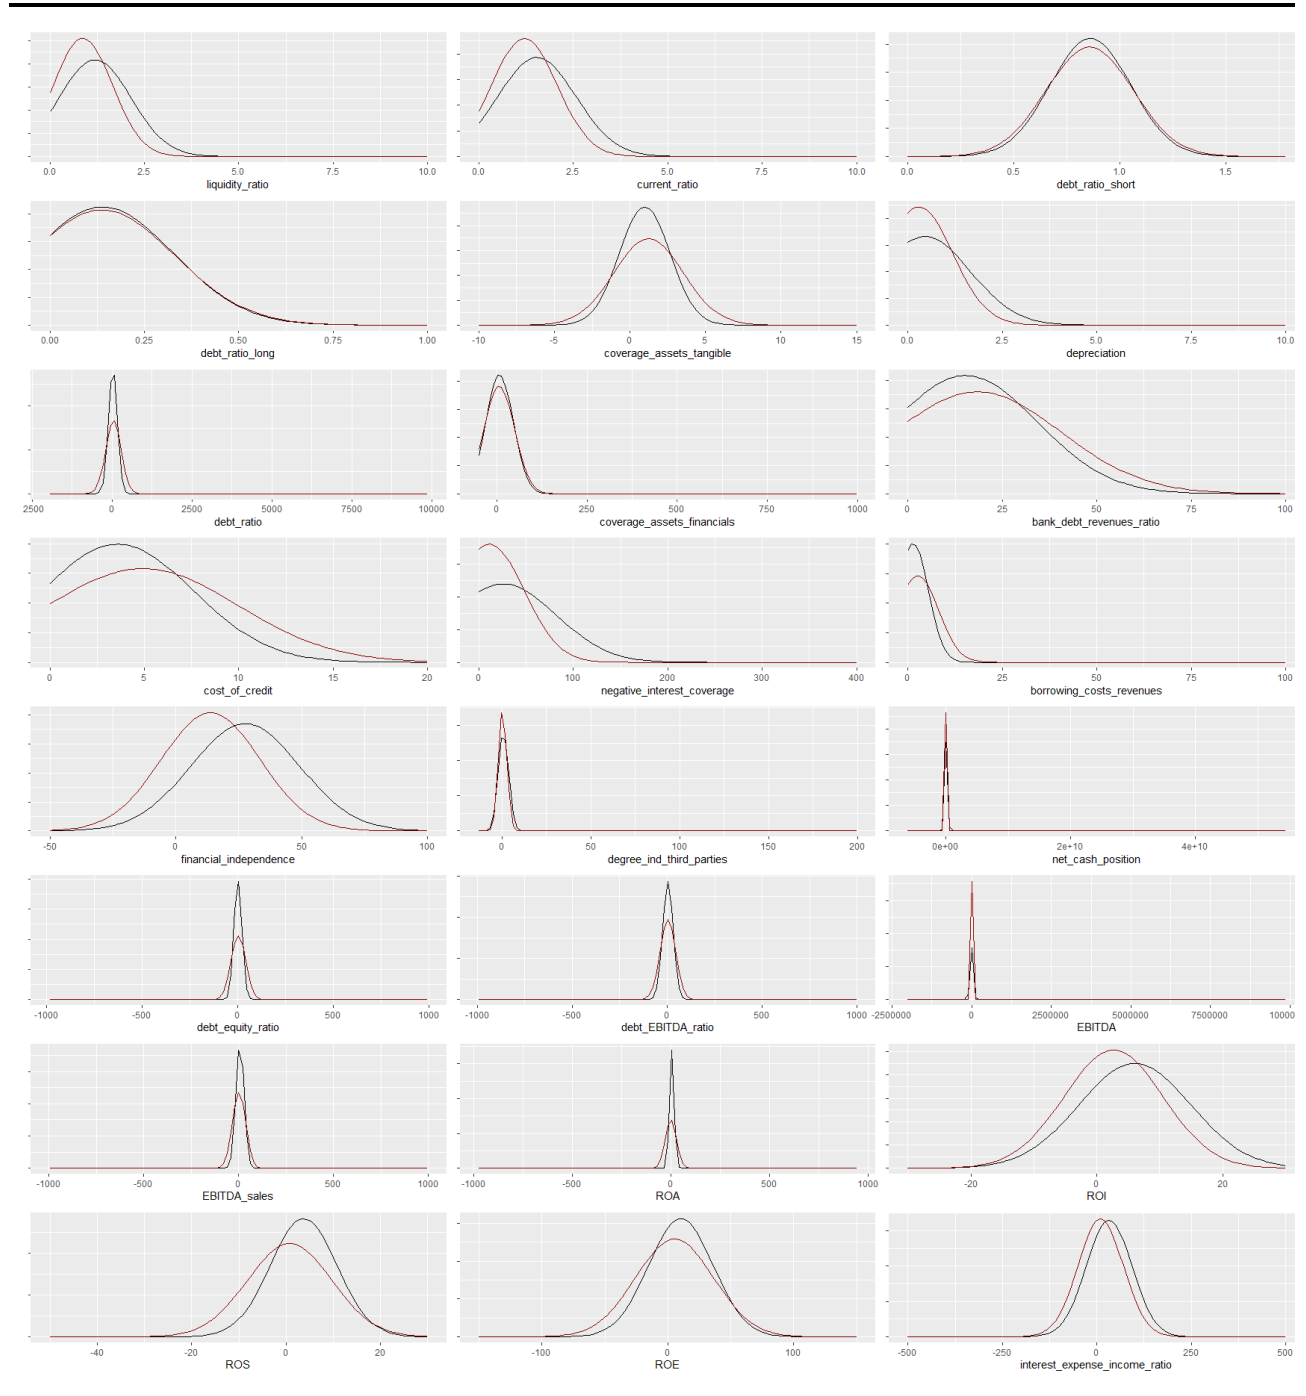 0.0 2.5 5.0 7.5 10.0 0.0 2.5 5.0 7.5 10.0 0.0 0.5 1.0 1.5
liquidity_ratio current_ratio debt_ratio_short
0.00 0.25 0.50 0.75 1.00 -10 -5 0 5 10 15 0.0 2.5 5.0 7.5 10.0
debt_ratio_long coverage_assets_tangible depreciation
2500 0 2500 5000 7500 10000 0 250 500 750 1000 0 25 50 75 100
debt_ratio coverage_assets_financials bank_debt_revenues_ratio
0 5 10 15 20 0 100 200 300 400 0 25 50 75 100
cost_of_credit negative_interest_coverage borrowing_costs_revenues
-50 0 50 100 0 50 100 150 200 0e+00 2e+10 4e+10
financial_independence degree_ind_third_parties net_cash_position
-1000 -500 0 500 1000 -1000 -500 0 500 1000 -2500000 0 2500000 5000000 7500000 10000
debt_equity_ratio debt_EBITDA_ratio EBITDA
-1000 -500 0 500 1000 -1000 -500 0 500 1000 -20 0 20
EBITDA_sales ROA ROI
-40 -20 0 20 -100 0 100 -500 -250 0 250 500
ROS ROE interest_expense_income_ratio